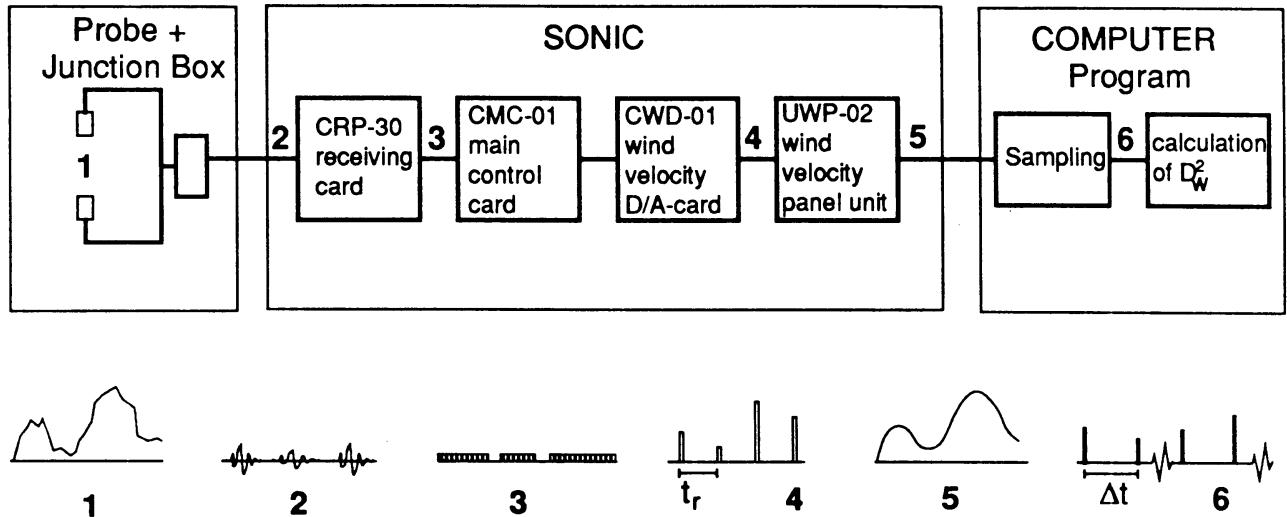 Probe +
Junction Box
1
SONIC
2
CRP-30
receiving
card
3
CMC-01
main
control
card
CWD-01
wind
velocity
D/A-card
4
UWP-02
wind
velocity
panel unit
5
COMPUTER
Program
Sampling
6
calculation
of D²w
1
2
3
tr
4
5
Δt
6